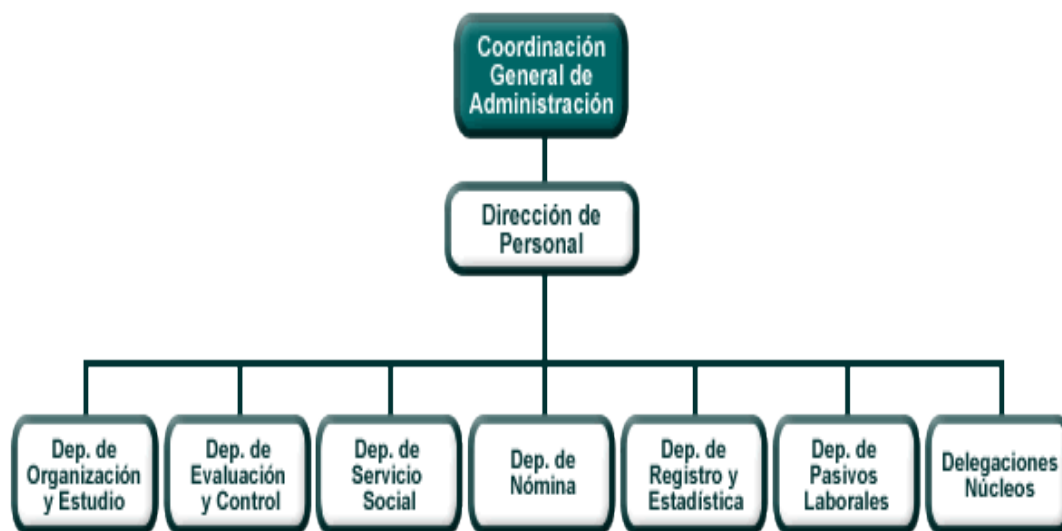 Coordinación
General de
Administración
Dirección de
Personal
Dep. de
Organización
y Estudio
Dep. de
Evaluación
y Control
Dep. de
Servicio
Social
Dep. de
Nómina
Dep. de
Registro y
Estadística
Dep. de
Pasivos
Laborales
Delegaciones
Núcleos